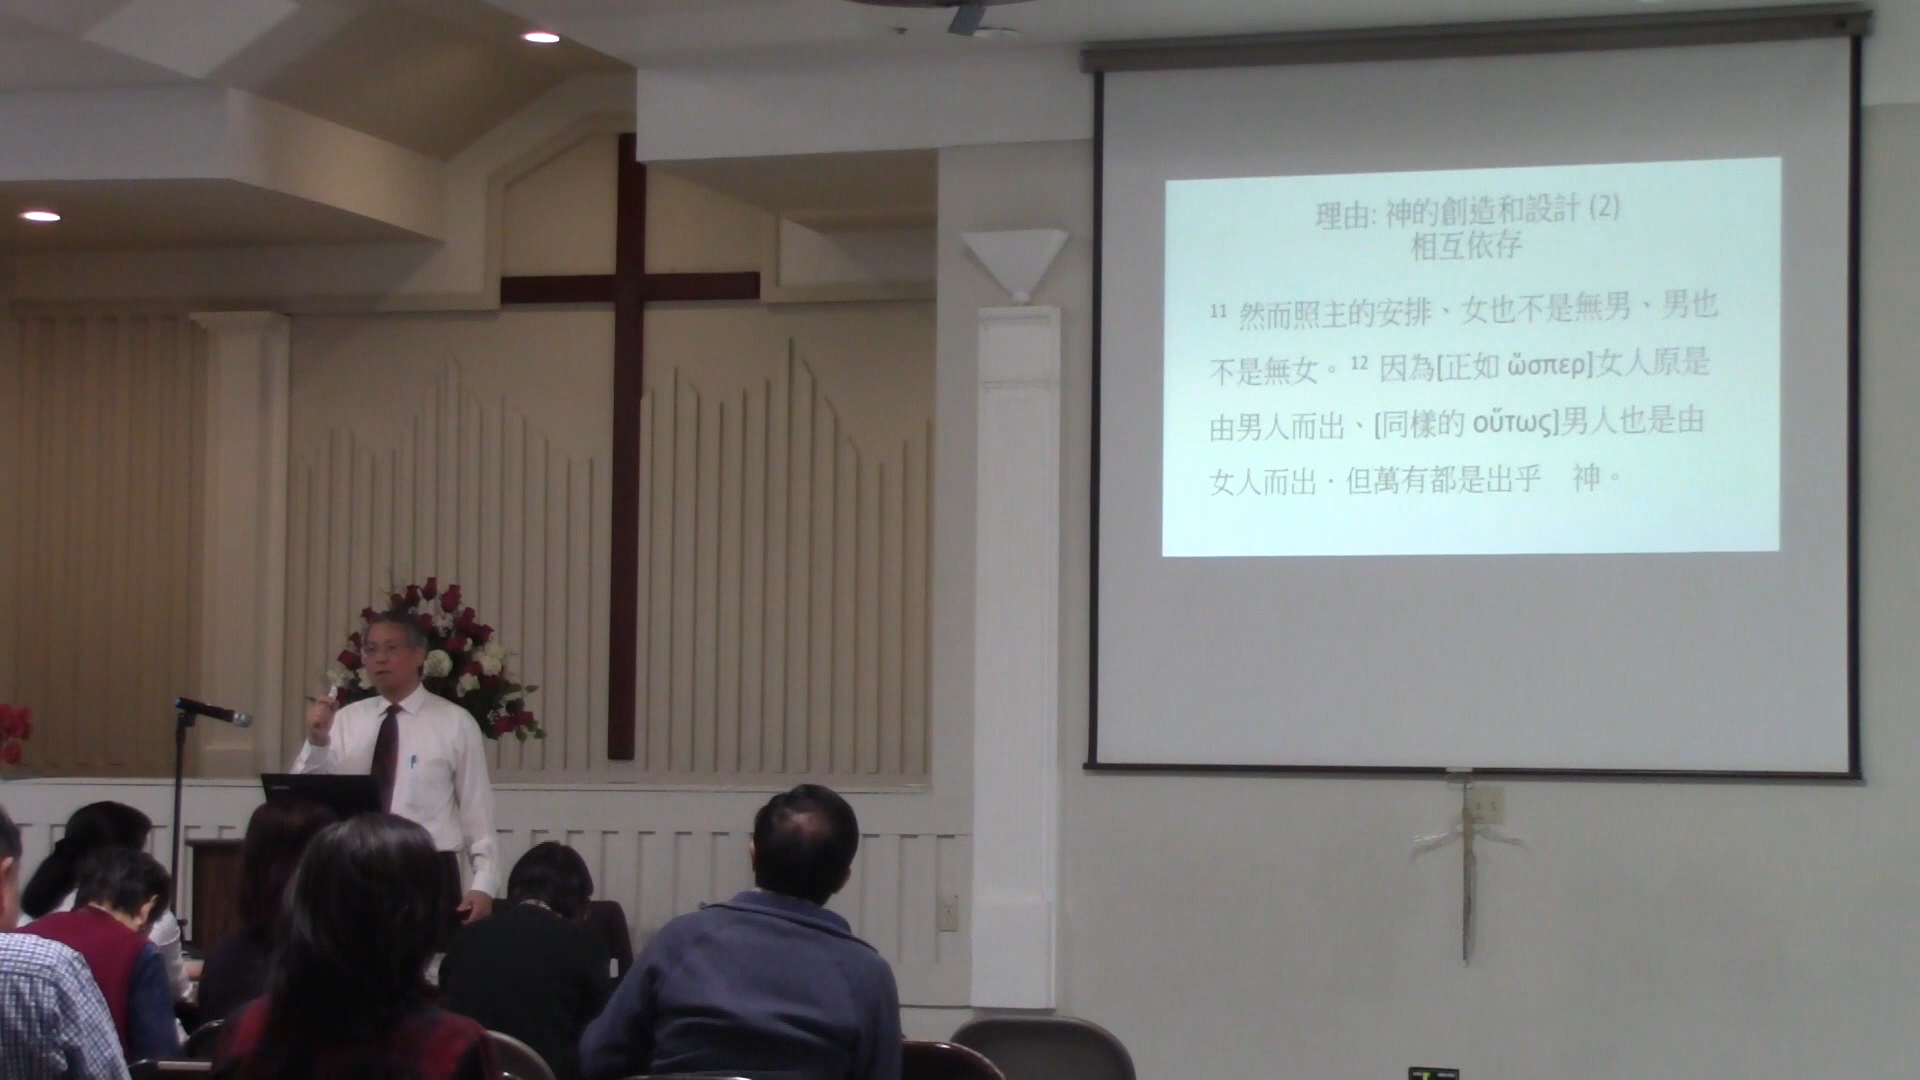 理由: 神的創造和設計 (2)
相互依存
11 然而照主的安排、女也不是無男、男也
不是無女。12 因為[正如 ὥσπερ]女人原是
由男人而出、[同樣的 οὕτως]男人也是由
女人而出．但萬有都是出乎　神。